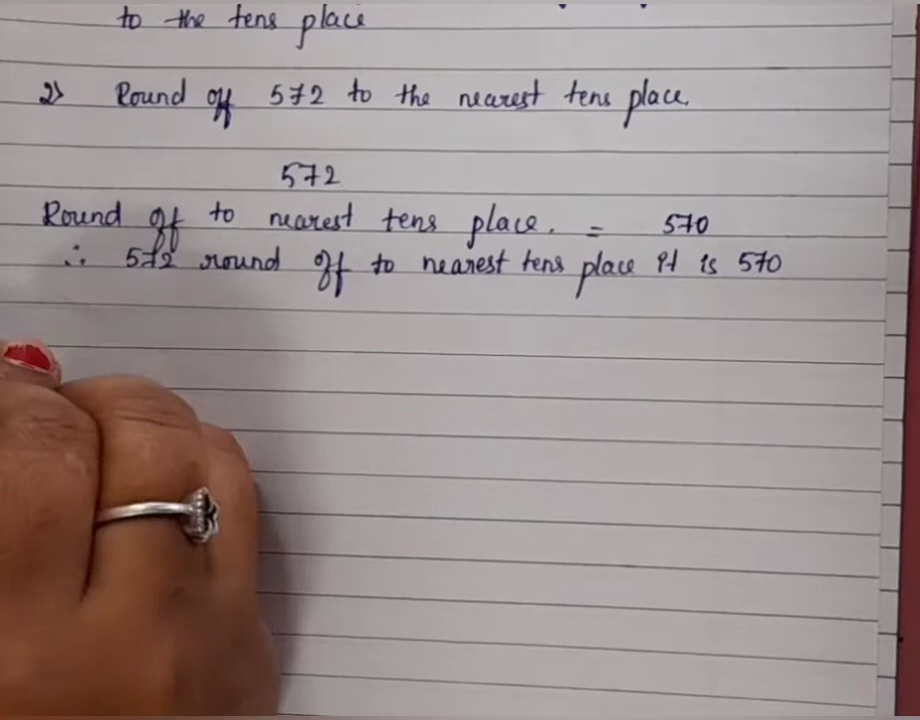 to the tens place
2) Round off 572 to the nearest tens place.
572
Round off to nearest tens place. = 570
∴ 572 round off to nearest tens place it is 570